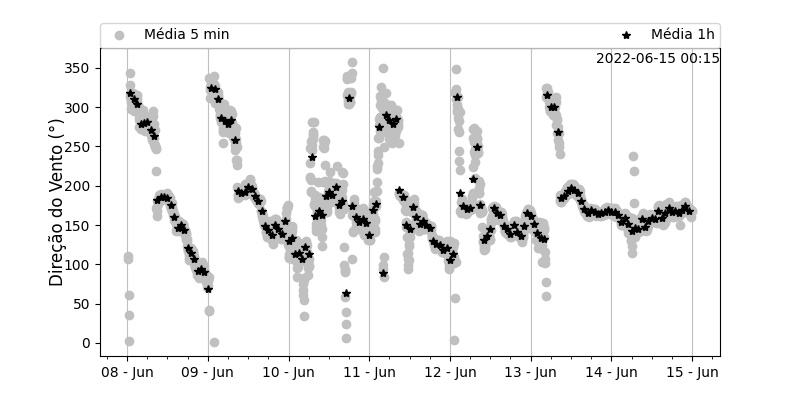 Média 5 min
Média 1h
2022-06-15 00:15
Direção do Vento (°)
350
300
250
200
150
100
50
0
08 - Jun
09 - Jun
10 - Jun
11 - Jun
12 - Jun
13 - Jun
14 - Jun
15 - Jun